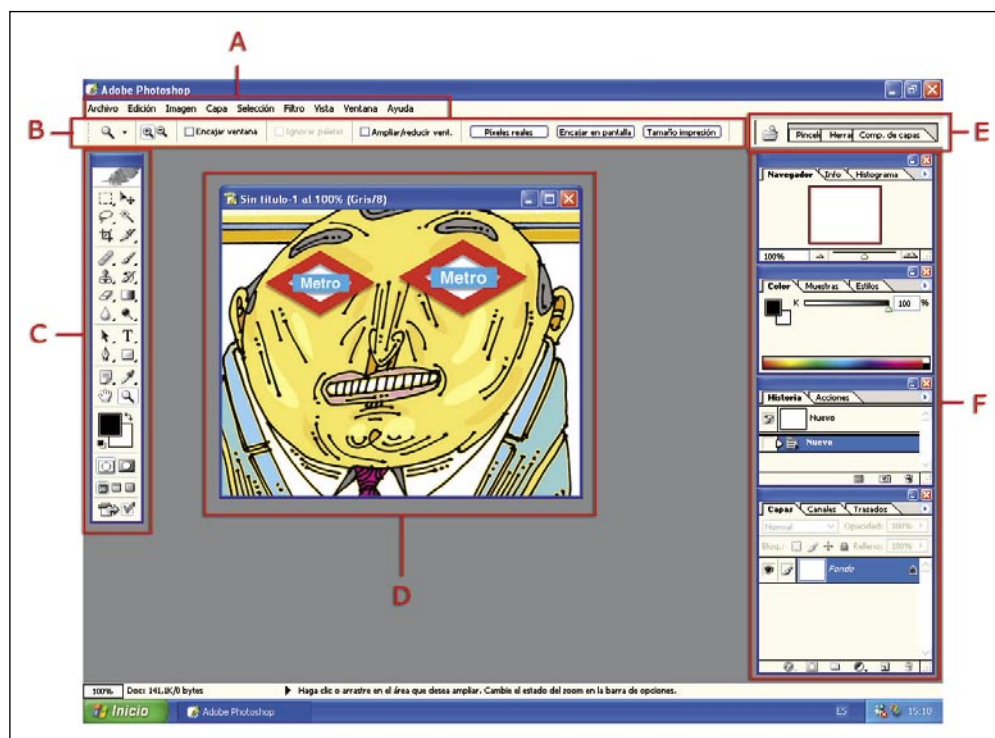 A
Adobe Photoshop
Archivo Edición Imagen Capa Selección Filtro Vista Ventana Ayuda
B
Encajar ventana Ignorar paletas Ampliar/reducir vent. Píxeles reales Encajar en pantalla Tamaño impresión
Pincel Herra Comp. de capas
E
C
Sin título-1 al 100% (Gris/8)
Metro
Metro
T
D
Navegador Info Histograma
100%
Color Muestras Estilos
K 100 %
Historia Acciones
Nuevo
Nuevo
F
Capas Canales Trazados
Normal Opacidad: 100%
Bloq.: Relleno: 100%
Fondo
100% Doc: 141,1K/0 bytes Haga clic o arrastre en el área que desea ampliar. Cambie el estado del zoom en la barra de opciones.
Inicio Adobe Photoshop ES 15:10